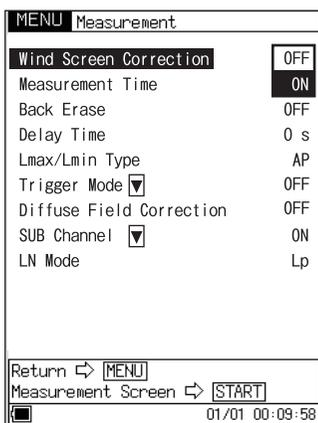 MENU Measurement
Wind Screen Correction OFF
Measurement Time ON
Back Erase OFF
Delay Time 0 s
Lmax/Lmin Type AP
Trigger Mode ▼ OFF
Diffuse Field Correction OFF
SUB Channel ▼ ON
LN Mode Lp
Return ⇨ MENU
Measurement Screen ⇨ START
01/01 00:09:58